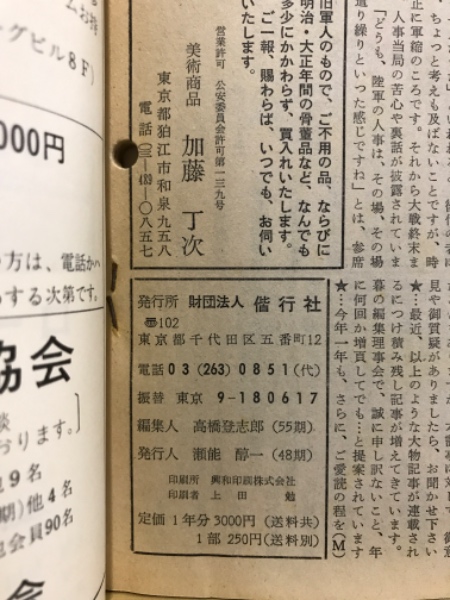 ムお持
ークビル8F）
000円
方は、電話か
する次第です。
協会
談
おります。］
他9名
期）他4名
他会員90名
会
旧軍人のもので、ご不用の品、ならびに
明治・大正年間の骨董品など、なんでも
多少にかかわらず、買入れいたします。
ご一報、賜わらば、いつでも、お伺い
いたします。
営業許可 公安委員会許可第一三九号
美術商品 加藤丁次
東京都狛江市和泉九五八
ちょっと考えも及ばないことですが、時
正に軍縮のころです。それから大戦終末ま
人事当局の苦心や裏話が披露されていま
「どうも、陸軍の人事は、その場、その場
遣り繰りといった感じですね」とは、参席
発行所 財団法人 偕行社
〠102
東京都千代田区五番町12
電話 03（263）0851（代）
振替 東京 9-180617
編集人 高橋登志郎（55期）
発行人 瀬能 醇一（48期）
印刷所 興和印刷株式会社
印刷者 上田 勉
定価 1年分 3000円（送料共）
1部 250円（送料別）
見や御質疑がありましたら、お聞かせ下さい
★…最近、以上のような大物記事が連載され
るにつけ積み残し記事が増えてきています。
暮の編集理事会で、誠に申し訳ないこと、年
に何回か増頁してでも…と提案されています
★…今年一年も、さらに、ご愛読の程を（M）